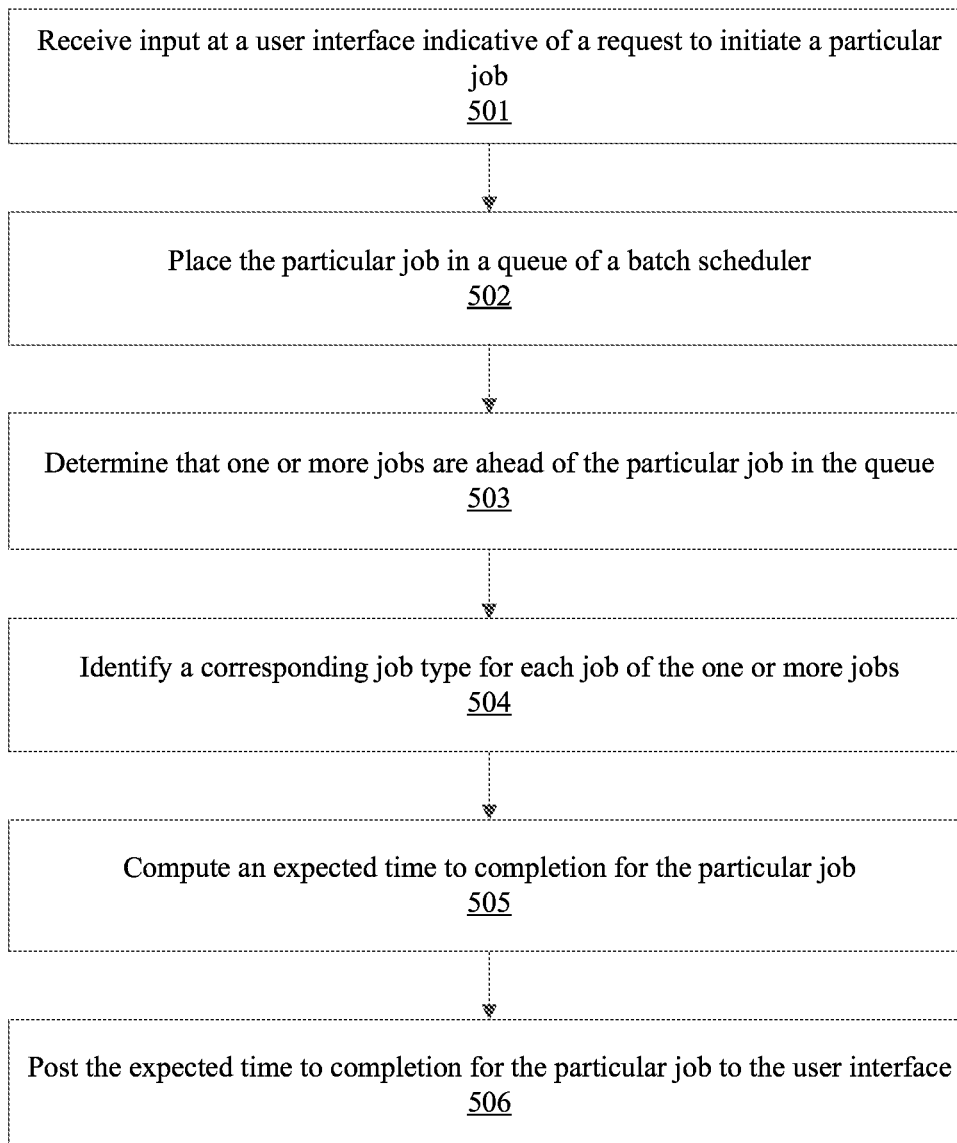 Receive input at a user interface indicative of a request to initiate a particular
job
501
Place the particular job in a queue of a batch scheduler
502
Determine that one or more jobs are ahead of the particular job in the queue
503
Identify a corresponding job type for each job of the one or more jobs
504
Compute an expected time to completion for the particular job
505
Post the expected time to completion for the particular job to the user interface
506